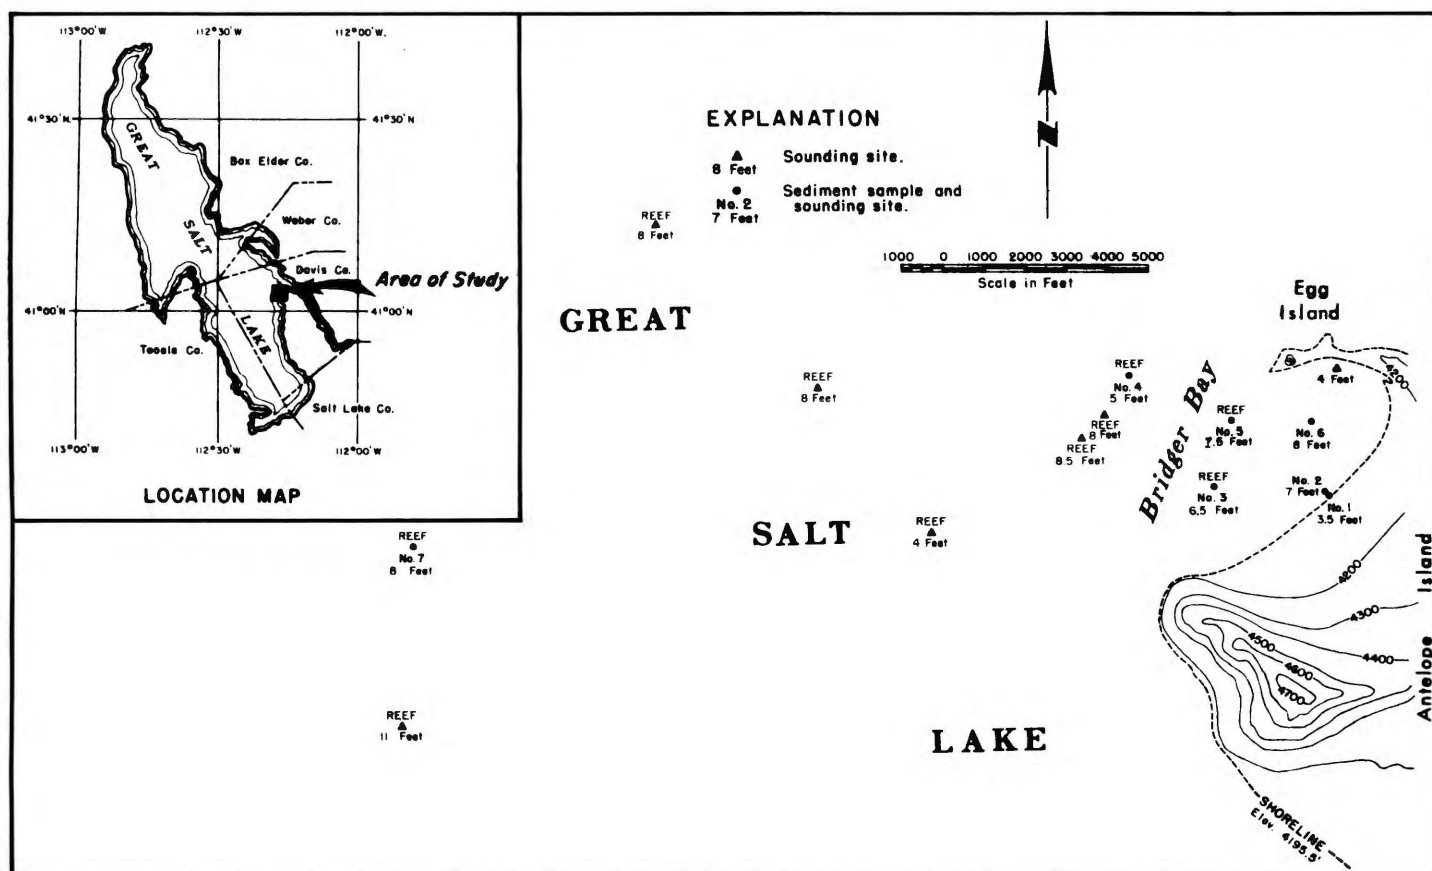 113°00'W
112°30'W
112°00'W
41°30'N
41°30'N
GREAT
SALT
LAKE
Box Elder Co.
Weber Co.
Davis Co.
Area of Study
41°00'N
41°00'N
Tooele Co.
Salt Lake Co.
113°00'W
112°30'W
112°00'W
LOCATION MAP
EXPLANATION
8 Feet
Sounding site.
No. 2
7 Feet
Sediment sample and
sounding site.
N
1000 0 1000 2000 3000 4000 5000
Scale in Feet
REEF
8 Feet
GREAT
SALT
LAKE
REEF
8 Feet
REEF
No. 4
5 Feet
REEF
8 Feet
REEF
8.5 Feet
Bridger Bay
Egg
Island
4 Feet
4200
REEF
No. 5
7.6 Feet
No. 6
8 Feet
REEF
No. 3
6.5 Feet
No. 2
7 Feet
No. 1
3.5 Feet
REEF
4 Feet
REEF
No. 7
8 Feet
REEF
11 Feet
4200
4300
4400
4500
4600
4700
Antelope Island
SHORELINE
Elev. 4195.5'